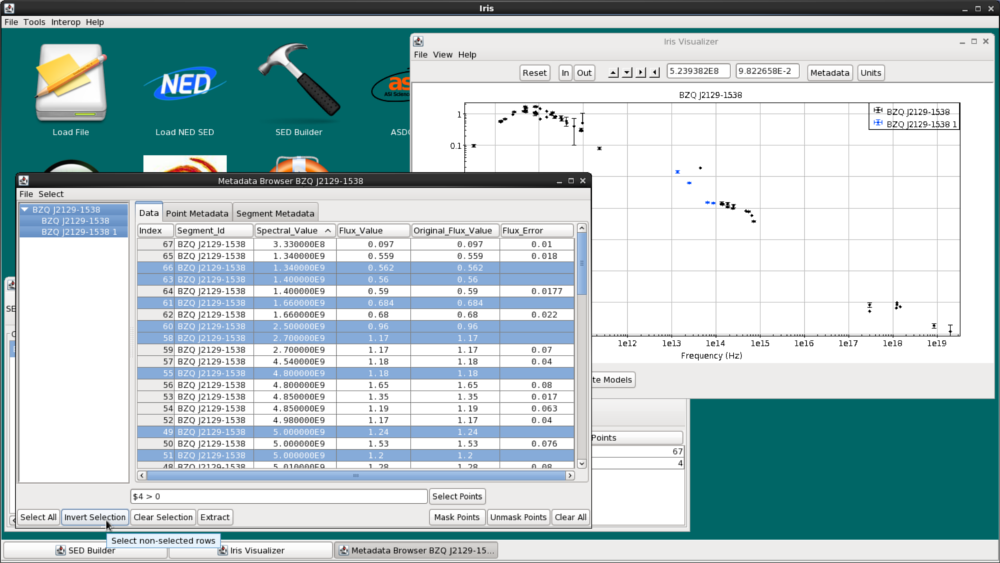 Iris
File Tools Interop Help
Load File
NED
Load NED SED
SED Builder
as
ASI Scienc
ASD
Iris Visualizer
File View Help
Reset In Out 5.239382E8 9.822658E-2 Metadata Units
BZQ J2129-1538
BZQ J2129-1538
BZQ J2129-1538 1
1
0.1
1e12 1e13 1e14 1e15 1e16 1e17 1e18 1e19
Frequency (Hz)
te Models
Points
67
4
SE
Metadata Browser BZQ J2129-1538
File Select
BZQ J2129-1538
BZQ J2129-1538
BZQ J2129-1538 1
Data Point Metadata Segment Metadata
Index Segment_Id Spectral_Value Flux_Value Original_Flux_Value Flux_Error
67 BZQ J2129-1538 3.330000E8 0.097 0.097 0.01
65 BZQ J2129-1538 1.340000E9 0.559 0.559 0.018
66 BZQ J2129-1538 1.340000E9 0.562 0.562
63 BZQ J2129-1538 1.400000E9 0.56 0.56
64 BZQ J2129-1538 1.400000E9 0.59 0.59 0.0177
61 BZQ J2129-1538 1.660000E9 0.684 0.684
62 BZQ J2129-1538 1.660000E9 0.68 0.68 0.022
60 BZQ J2129-1538 2.500000E9 0.96 0.96
58 BZQ J2129-1538 2.700000E9 1.17 1.17
59 BZQ J2129-1538 2.700000E9 1.17 1.17 0.07
57 BZQ J2129-1538 4.540000E9 1.18 1.18 0.04
55 BZQ J2129-1538 4.800000E9 1.18 1.18
56 BZQ J2129-1538 4.800000E9 1.65 1.65 0.08
53 BZQ J2129-1538 4.850000E9 1.35 1.35 0.017
54 BZQ J2129-1538 4.850000E9 1.19 1.19 0.063
52 BZQ J2129-1538 4.980000E9 1.17 1.17 0.04
49 BZQ J2129-1538 5.000000E9 1.24 1.24
50 BZQ J2129-1538 5.000000E9 1.53 1.53 0.076
51 BZQ J2129-1538 5.000000E9 1.2 1.2
48 BZQ J2129-1538 5.010000E9 1.28 1.28 0.08
$4 > 0
Select Points
Select All Invert Selection Clear Selection Extract Mask Points Unmask Points Clear All
Select non-selected rows
SED Builder Iris Visualizer Metadata Browser BZQ J2129-15...